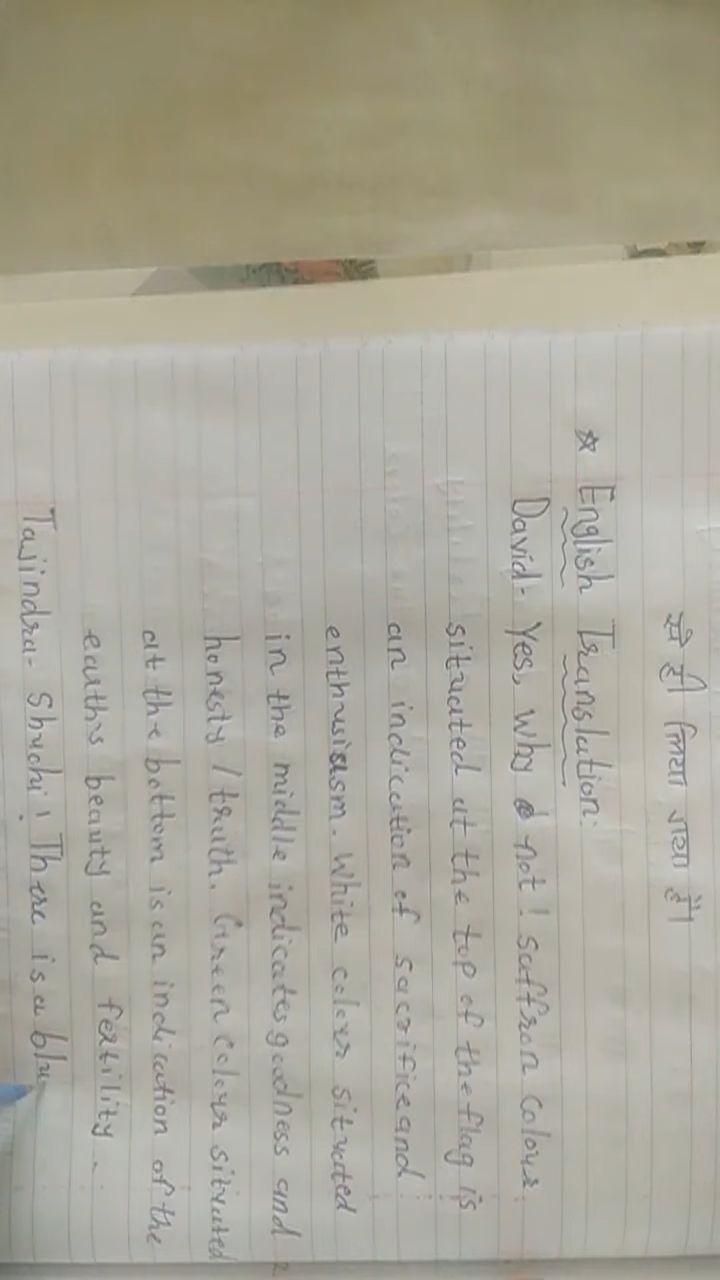 से ही लिया गया है।
☆ English Translation:
David- Yes, why not! Saffron colour
situated at the top of the flag is
an indication of sacrifice and
enthusiasm. White colour situated
in the middle indicates goodness and
honesty / truth. Green colour situated
at the bottom is an indication of the
earth's beauty and fertility.
Tajindra- Shuchi! There is a blu